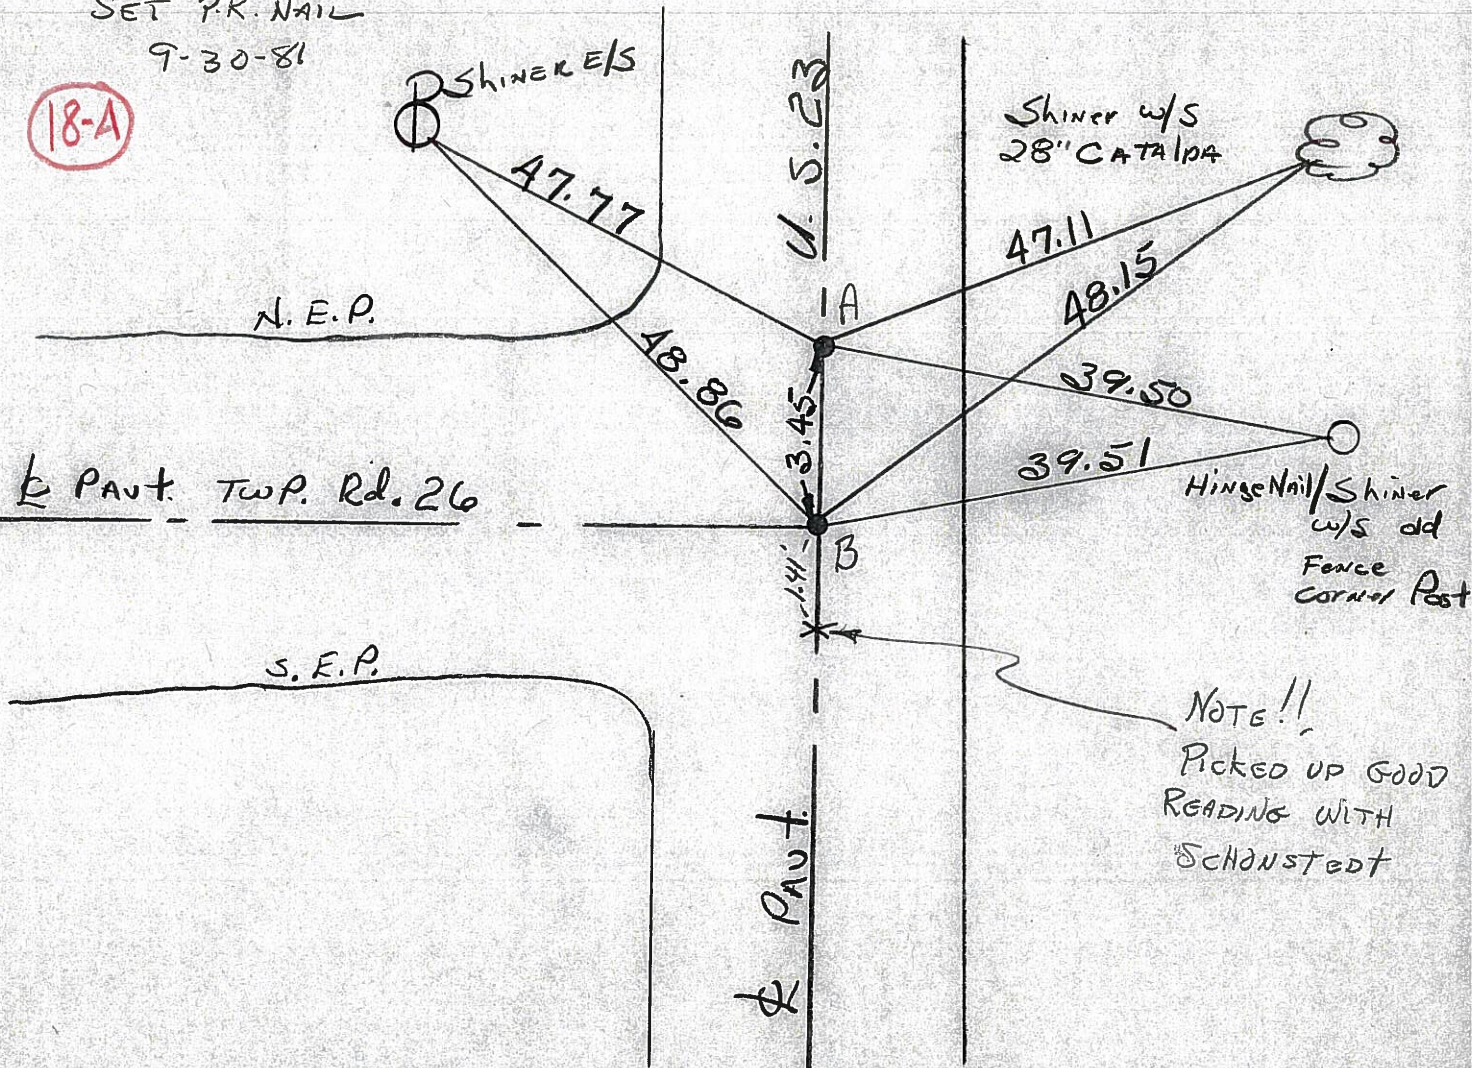 SET P.K. NAIL
9-30-81
18-A
Shiner E/S
U.S. 23
Shiner w/s
28" CATAlPA
47.77
47.11
48.15
N.E.P.
A
48.86
3.45
39.50
39.51
℄ PAVt. TWP. Rd. 26
Hinge Nail/Shiner
w/s old
Fence
Corner Post
B
1.41'
S.E.P.
NOTE!!
PICKED UP GOOD
READING WITH
SCHONSTEDT
℄ PAVt.